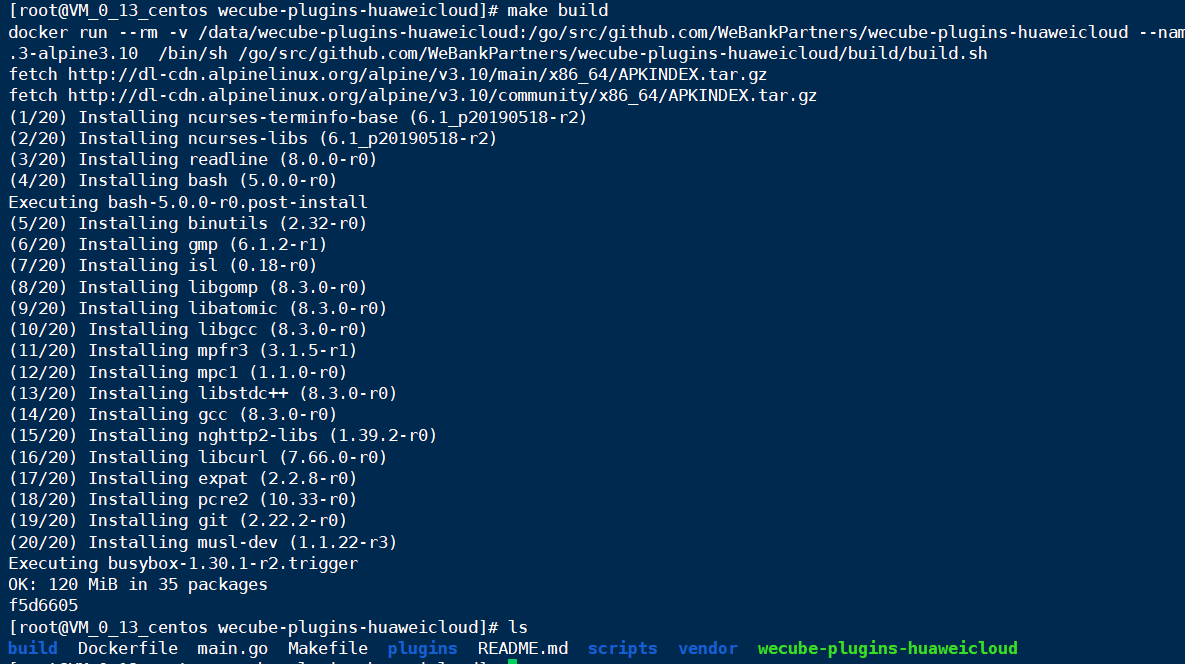 [root@VM_0_13_centos wecube-plugins-huaweicloud]# make build
docker run --rm -v /data/wecube-plugins-huaweicloud:/go/src/github.com/WeBankPartners/wecube-plugins-huaweicloud --nam
.3-alpine3.10  /bin/sh /go/src/github.com/WeBankPartners/wecube-plugins-huaweicloud/build/build.sh
fetch http://dl-cdn.alpinelinux.org/alpine/v3.10/main/x86_64/APKINDEX.tar.gz
fetch http://dl-cdn.alpinelinux.org/alpine/v3.10/community/x86_64/APKINDEX.tar.gz
(1/20) Installing ncurses-terminfo-base (6.1_p20190518-r2)
(2/20) Installing ncurses-libs (6.1_p20190518-r2)
(3/20) Installing readline (8.0.0-r0)
(4/20) Installing bash (5.0.0-r0)
Executing bash-5.0.0-r0.post-install
(5/20) Installing binutils (2.32-r0)
(6/20) Installing gmp (6.1.2-r1)
(7/20) Installing isl (0.18-r0)
(8/20) Installing libgomp (8.3.0-r0)
(9/20) Installing libatomic (8.3.0-r0)
(10/20) Installing libgcc (8.3.0-r0)
(11/20) Installing mpfr3 (3.1.5-r1)
(12/20) Installing mpc1 (1.1.0-r0)
(13/20) Installing libstdc++ (8.3.0-r0)
(14/20) Installing gcc (8.3.0-r0)
(15/20) Installing nghttp2-libs (1.39.2-r0)
(16/20) Installing libcurl (7.66.0-r0)
(17/20) Installing expat (2.2.8-r0)
(18/20) Installing pcre2 (10.33-r0)
(19/20) Installing git (2.22.2-r0)
(20/20) Installing musl-dev (1.1.22-r3)
Executing busybox-1.30.1-r2.trigger
OK: 120 MiB in 35 packages
f5d6605
[root@VM_0_13_centos wecube-plugins-huaweicloud]# ls
build  Dockerfile  main.go  Makefile  plugins  README.md  scripts  vendor  wecube-plugins-huaweicloud